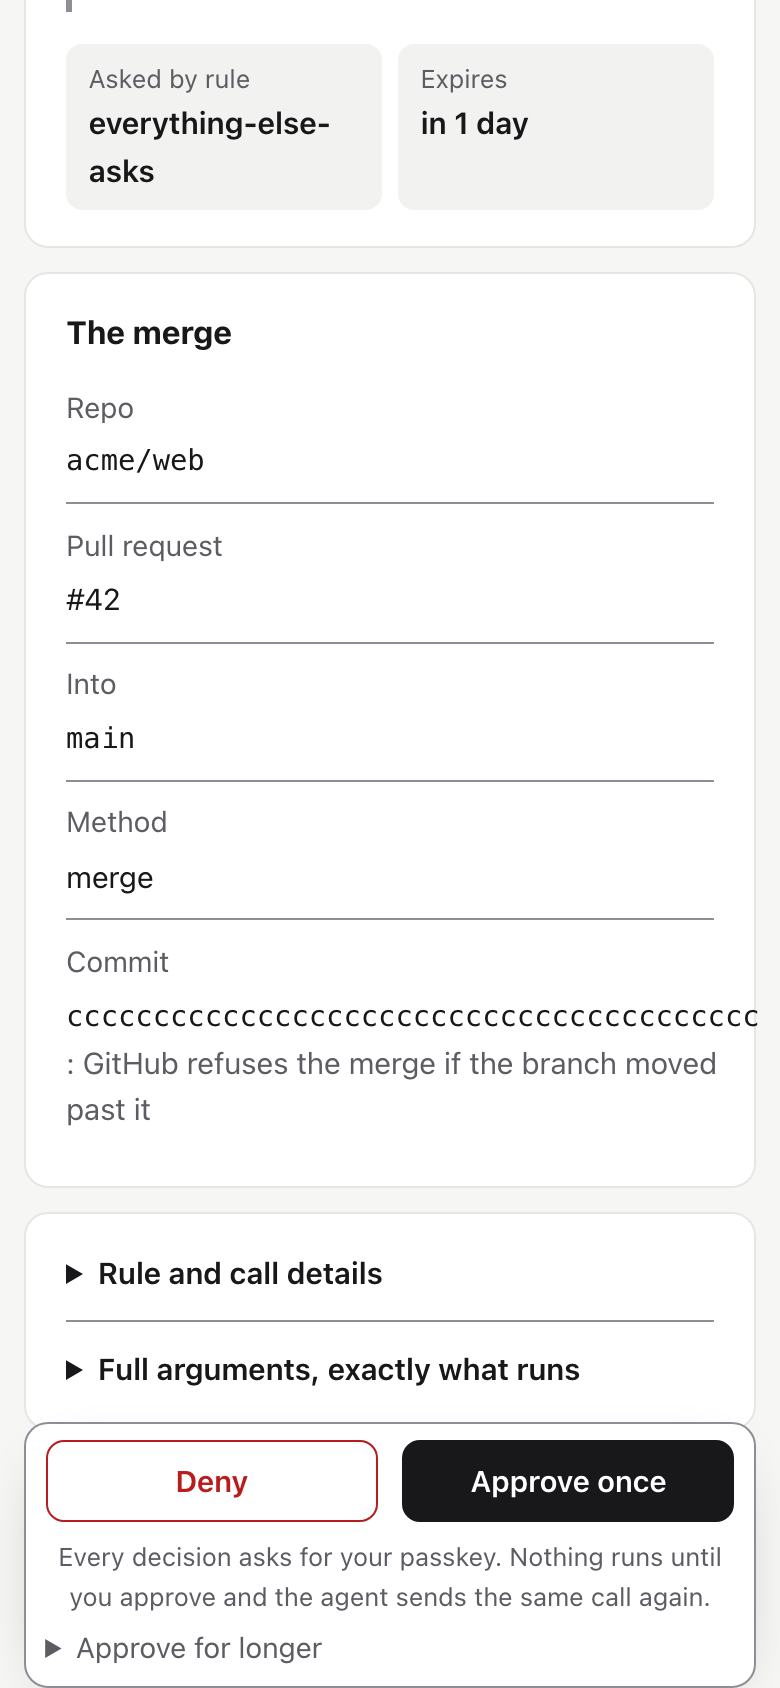 Asked by rule
everything-else-
asks
Expires
in 1 day
The merge
Repo
acme/web
Pull request
#42
Into
main
Method
merge
Commit
cccccccccccccccccccccccccccccccccccccccc
: GitHub refuses the merge if the branch moved
past it
Rule and call details
Full arguments, exactly what runs
Deny
Approve once
Every decision asks for your passkey. Nothing runs until
you approve and the agent sends the same call again.
Approve for longer